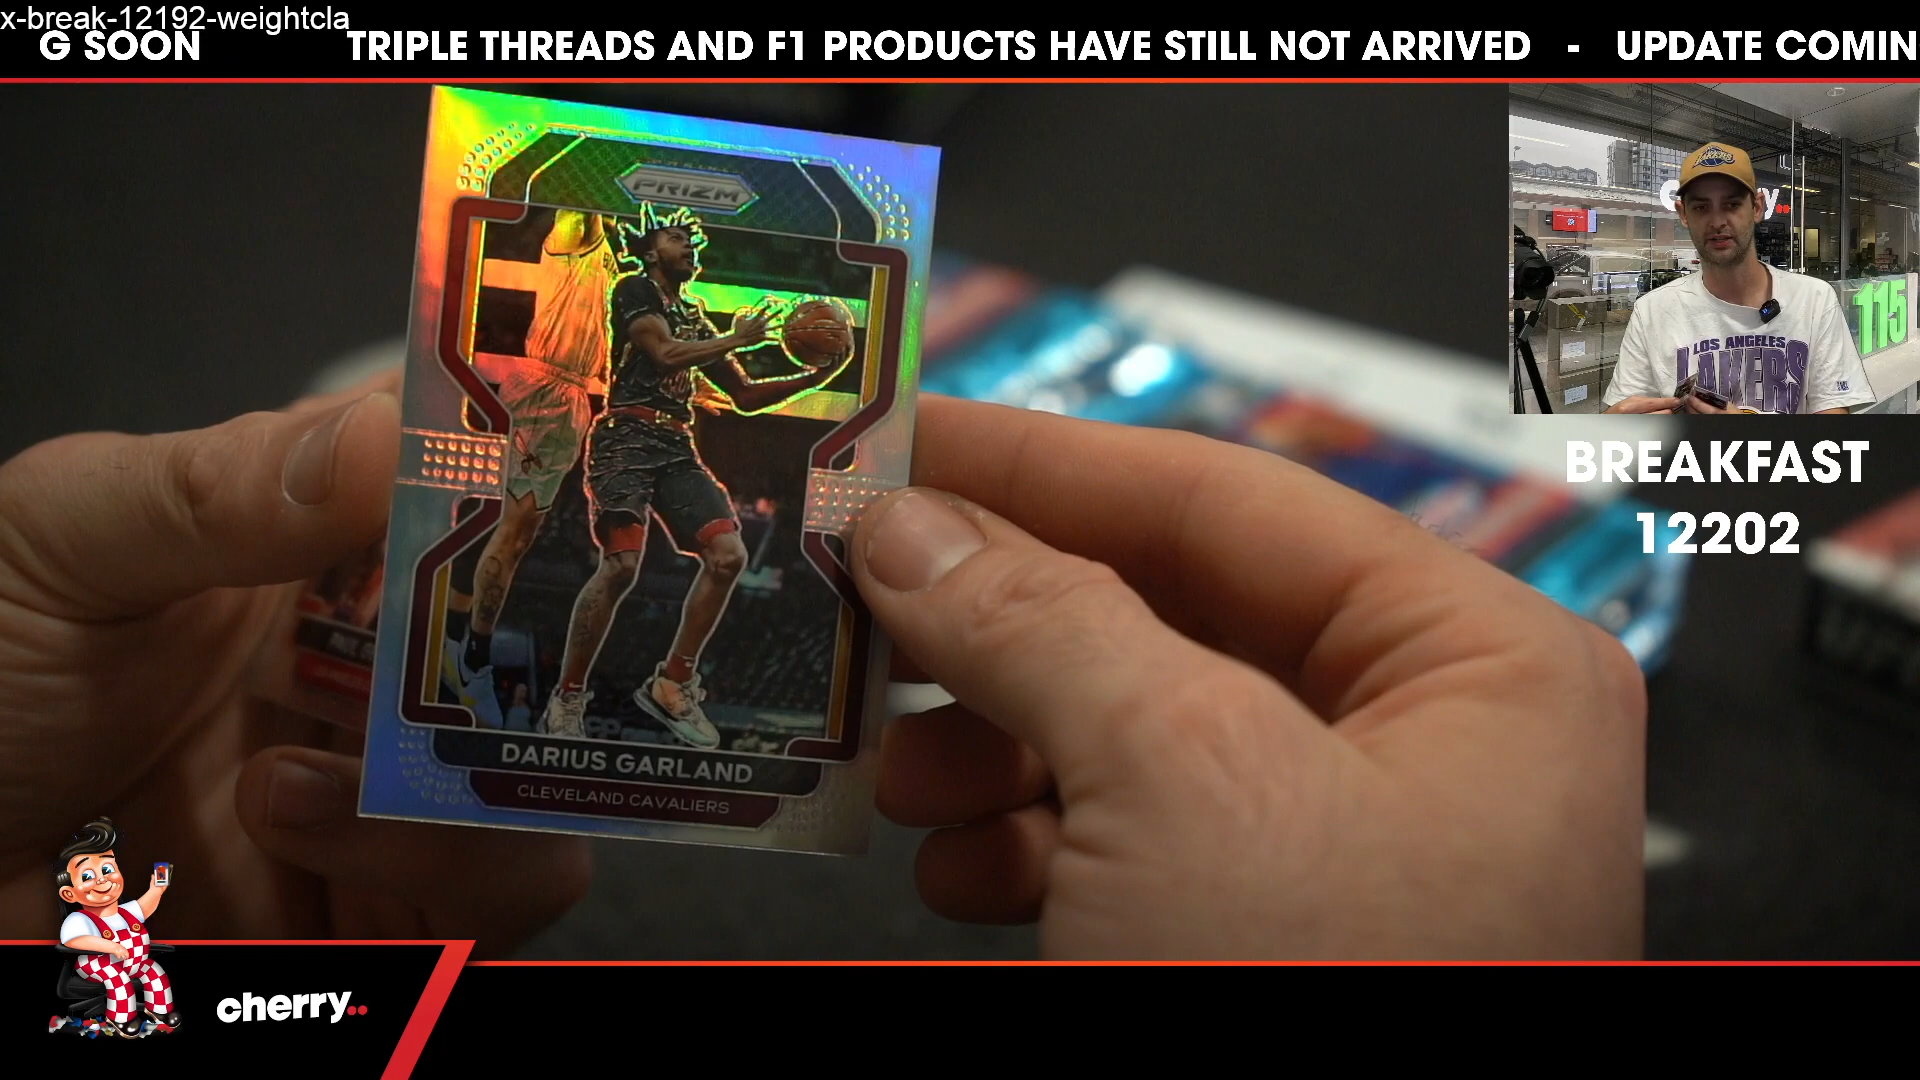 x-break-12192-weightcla
G SOON TRIPLE THREADS AND F1 PRODUCTS HAVE STILL NOT ARRIVED - UPDATE COMIN
PRIZM
LAKERS
y..
115
LOS ANGELES
LAKERS
BREAKFAST
12202
DARIUS GARLAND
CLEVELAND CAVALIERS
cherry..